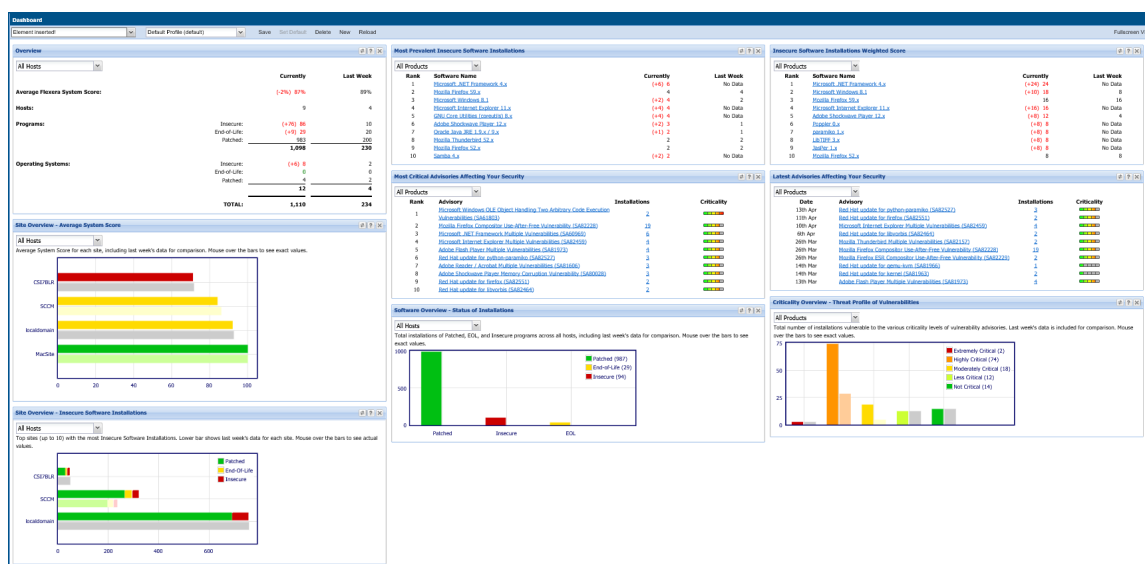 Dashboard
Element inserted!
Default Profile (default)
Save Set Default Delete New Reload
Fullscreen V
Overview
All Hosts
Currently Last Week
Average Flexera System Score: (-2%) 87% 89%
Hosts: 9 4
Programs: Insecure: (+76) 86 10
End-of-Life: (+9) 29 20
Patched: 983 200
1,098 230
Operating Systems: Insecure: (+6) 8 2
End-of-Life: 0 0
Patched: 4 2
12 4
TOTAL: 1,110 234
Site Overview - Average System Score
All Hosts
Average System Score for each site, including last week's data for comparison. Mouse over the bars to see exact values.
CSI7BLR
SCCM
localdomain
MacSite
0 20 40 60 80 100
Site Overview - Insecure Software Installations
All Hosts
Top sites (up to 10) with the most Insecure Software Installations. Lower bar shows last week's data for each site. Mouse over the bars to see actual
values.
Patched
End-Of-Life
Insecure
CSI7BLR
SCCM
localdomain
0 200 400 600
Most Prevalent Insecure Software Installations
All Products
Rank Software Name Currently Last Week
1 Microsoft .NET Framework 4.x (+6) 6 No Data
2 Mozilla Firefox 59.x 4 4
3 Microsoft Windows 8.1 (+2) 4 2
4 Microsoft Internet Explorer 11.x (+4) 4 No Data
5 GNU Core Utilities (coreutils) 8.x (+4) 4 No Data
6 Adobe Shockwave Player 12.x (+2) 3 1
7 Oracle Java JRE 1.9.x / 9.x (+1) 2 1
8 Mozilla Thunderbird 52.x 2 2
9 Mozilla Firefox 52.x 2 2
10 Samba 4.x (+2) 2 No Data
Most Critical Advisories Affecting Your Security
All Products
Rank Advisory Installations Criticality
1 Microsoft Windows OLE Object Handling Two Arbitrary Code Execution
Vulnerabilities (SA61803) 2
2 Mozilla Firefox Compositor Use-After-Free Vulnerability (SA82228) 19
3 Microsoft .NET Framework Multiple Vulnerabilities (SA80969) 6
4 Microsoft Internet Explorer Multiple Vulnerabilities (SA82459) 4
5 Adobe Flash Player Multiple Vulnerabilities (SA81973) 4
6 Red Hat update for python-paramiko (SA82527) 3
7 Adobe Reader / Acrobat Multiple Vulnerabilities (SA81606) 3
8 Adobe Shockwave Player Memory Corruption Vulnerability (SA80028) 3
9 Red Hat update for firefox (SA82551) 2
10 Red Hat update for libvorbis (SA82464) 2
Software Overview - Status of Installations
All Hosts
Total installations of Patched, EOL, and Insecure programs across all hosts, including last week's data for comparison. Mouse over the bars to see
exact values.
1000
500
0
Patched (987)
End-of-Life (29)
Insecure (94)
Patched Insecure EOL
Insecure Software Installations Weighted Score
All Products
Rank Software Name Currently Last Week
1 Microsoft .NET Framework 4.x (+24) 24 No Data
2 Microsoft Windows 8.1 (+10) 18 8
3 Mozilla Firefox 59.x 16 16
4 Microsoft Internet Explorer 11.x (+16) 16 No Data
5 Adobe Shockwave Player 12.x (+8) 12 4
6 Poppler 0.x (+8) 8 No Data
7 paramiko 1.x (+8) 8 No Data
8 LibTIFF 3.x (+8) 8 No Data
9 JasPer 1.x (+8) 8 No Data
10 Mozilla Firefox 52.x 8 8
Latest Advisories Affecting Your Security
All Products
Date Advisory Installations Criticality
13th Apr Red Hat update for python-paramiko (SA82527) 3
11th Apr Red Hat update for firefox (SA82551) 2
10th Apr Microsoft Internet Explorer Multiple Vulnerabilities (SA82459) 4
6th Apr Red Hat update for libvorbis (SA82464) 2
26th Mar Mozilla Thunderbird Multiple Vulnerabilities (SA82157) 2
26th Mar Mozilla Firefox Compositor Use-After-Free Vulnerability (SA82228) 19
26th Mar Mozilla Firefox ESR Compositor Use-After-Free Vulnerability (SA82229) 2
14th Mar Red Hat update for qemu-kvm (SA81966) 1
14th Mar Red Hat update for kernel (SA81963) 2
13th Mar Adobe Flash Player Multiple Vulnerabilities (SA81973) 4
Criticality Overview - Threat Profile of Vulnerabilities
All Products
Total number of installations vulnerable to the various criticality levels of vulnerability advisories. Last week's data is included for comparison. Mouse
over the bars to see exact values.
75
50
25
0
Extremely Critical (2)
Highly Critical (74)
Moderately Critical (18)
Less Critical (12)
Not Critical (14)